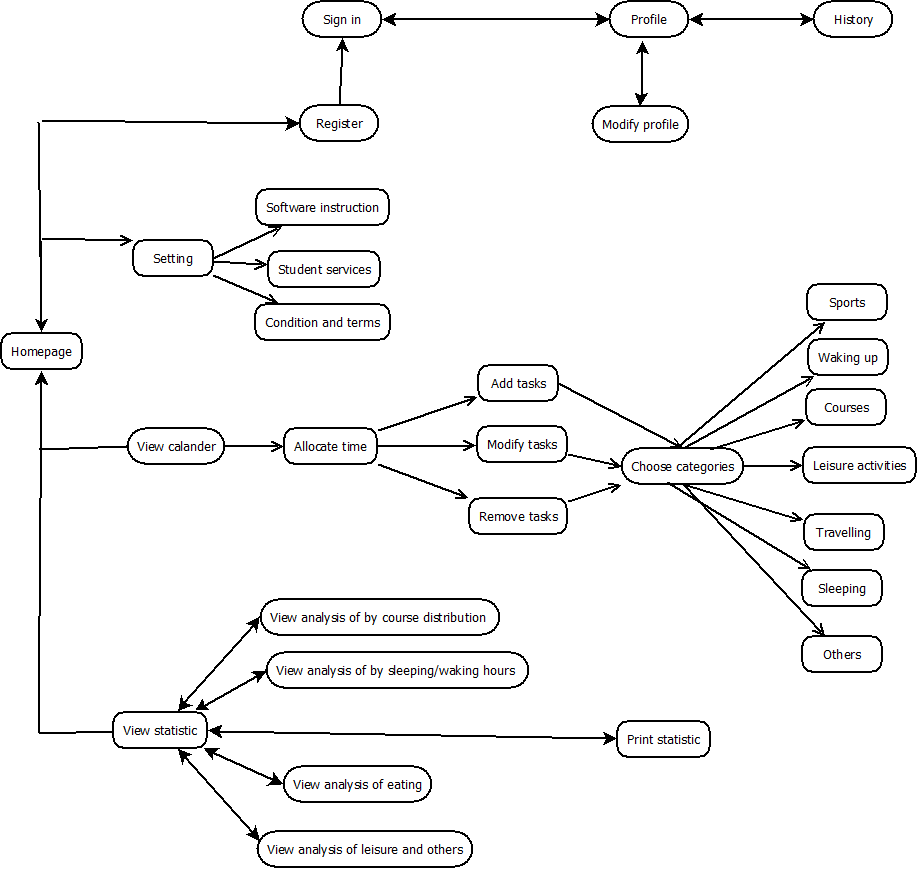 Sign in
Profile
History
Register
Modify profile
Software instruction
Setting
Student services
Condition and terms
Homepage
Sports
Waking up
Add tasks
Courses
View calander
Allocate time
Modify tasks
Choose categories
Leisure activities
Remove tasks
Travelling
Sleeping
Others
View analysis of by course distribution
View analysis of by sleeping/waking hours
View statistic
Print statistic
View analysis of eating
View analysis of leisure and others